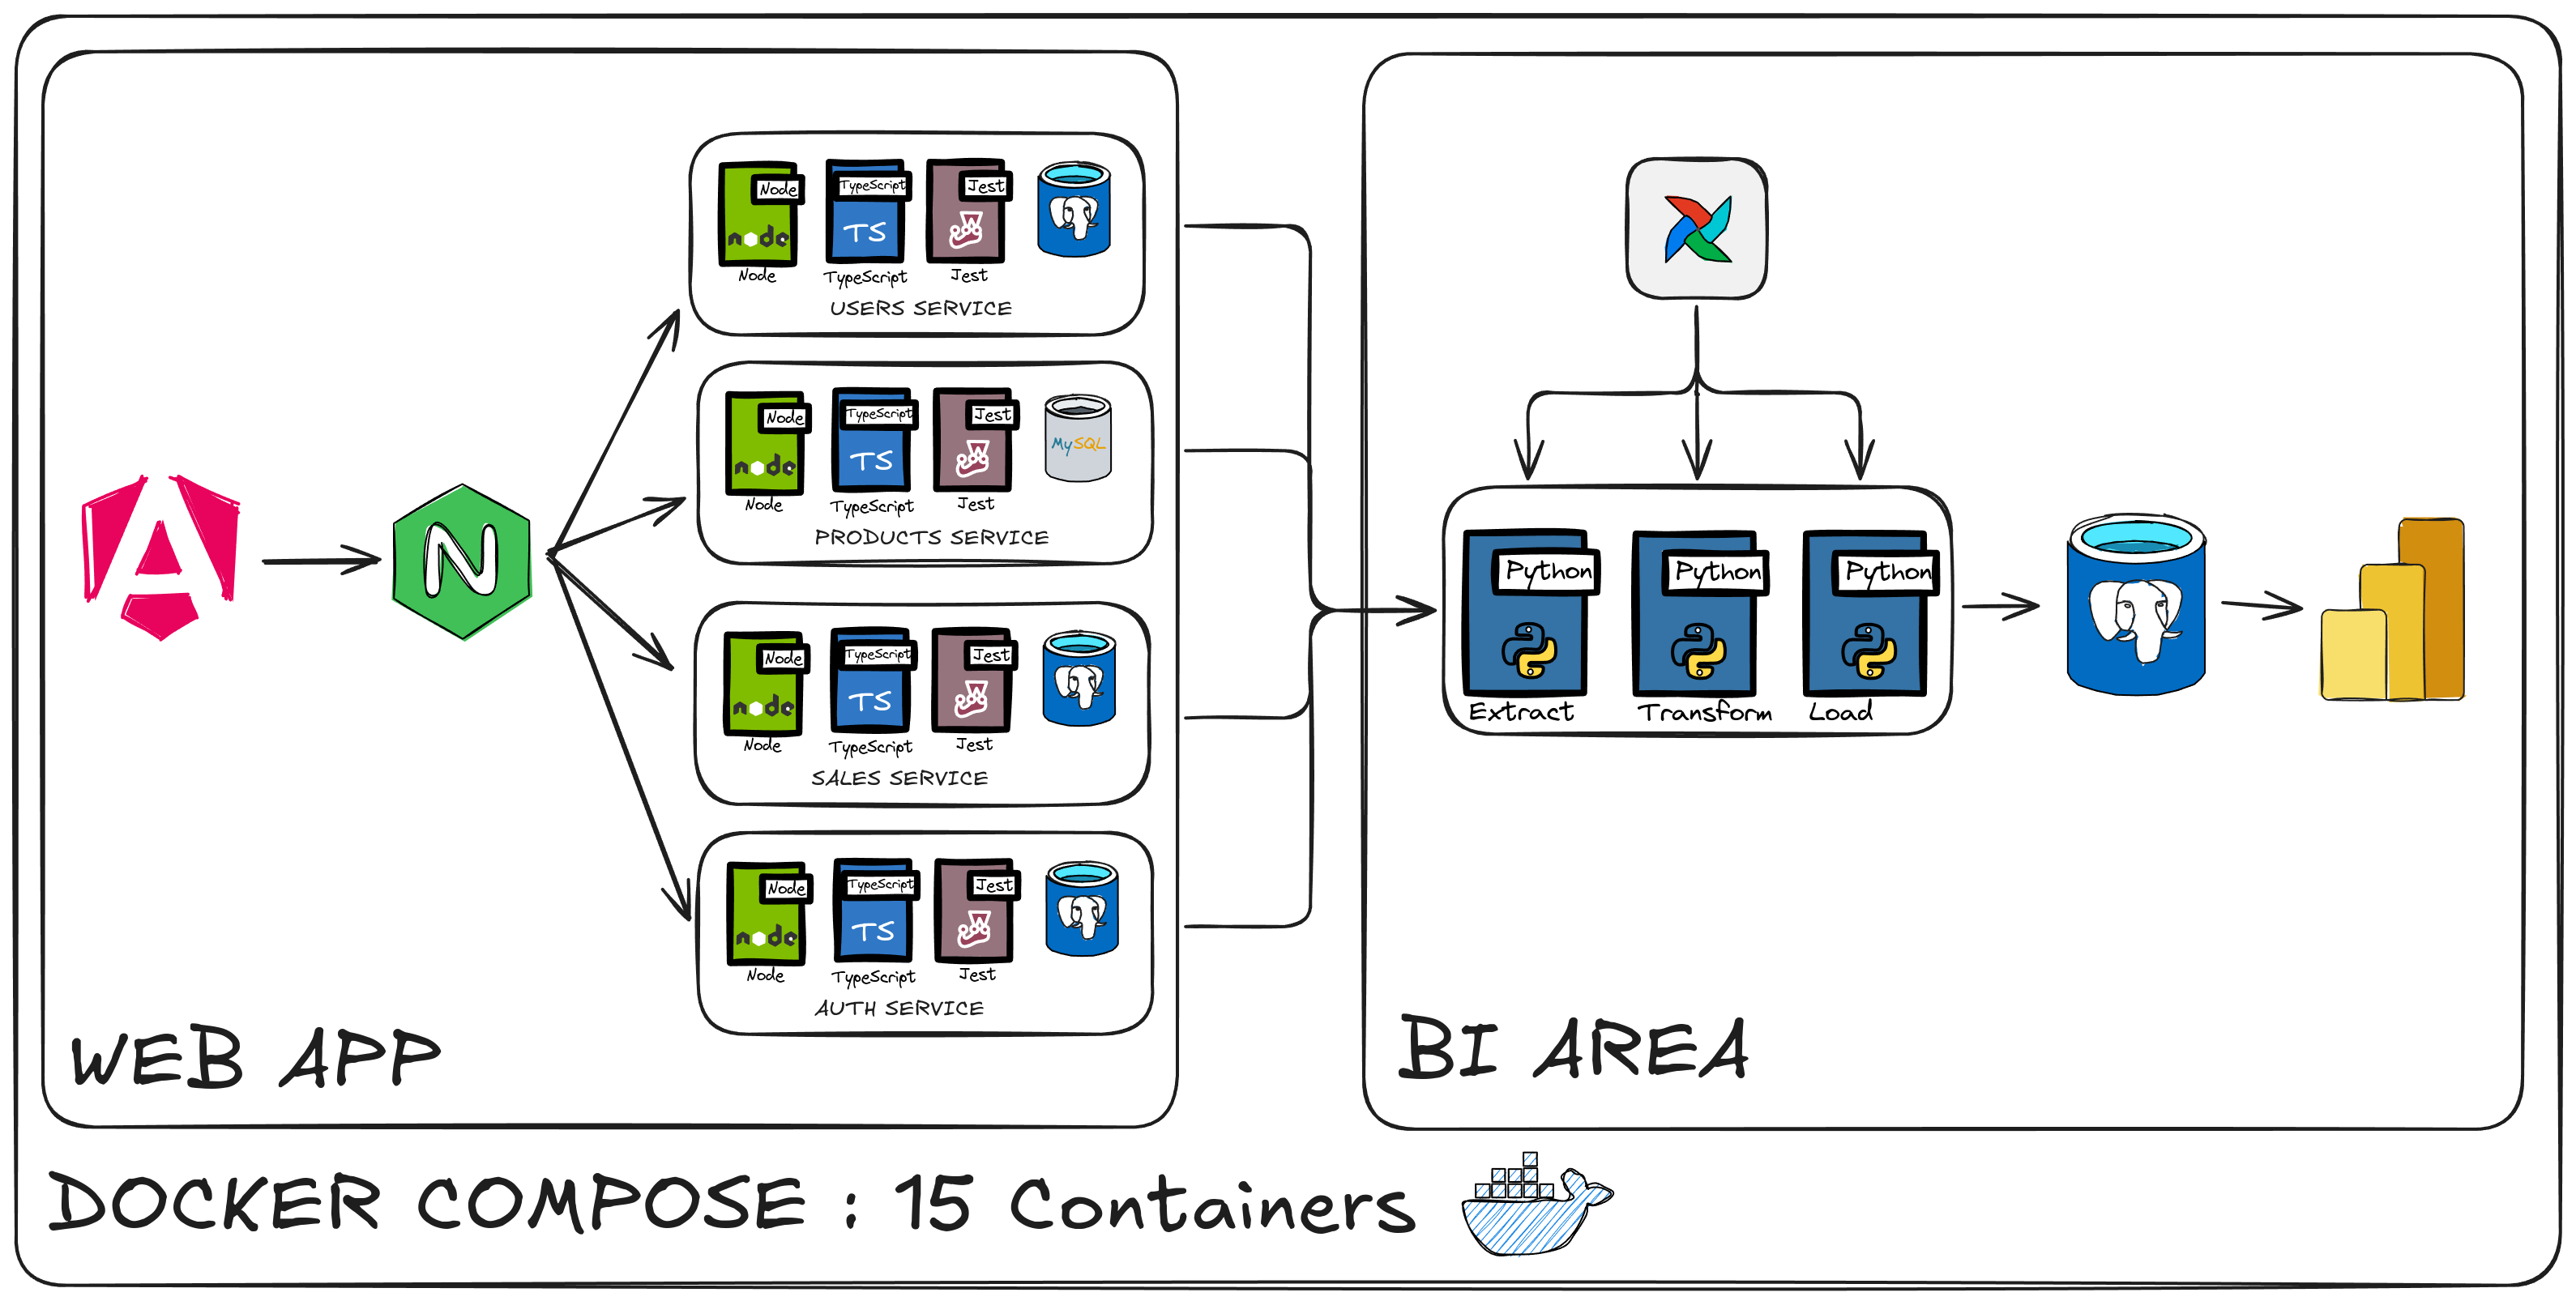 Node
TypeScript
Jest
node
TS
Node
TypeScript
Jest
USERS SERVICE
Node
TypeScript
Jest
MySQL
node
TS
Node
TypeScript
Jest
PRODUCTS SERVICE
Node
TypeScript
Jest
node
TS
Node
TypeScript
Jest
SALES SERVICE
Node
TypeScript
Jest
node
TS
Node
TypeScript
Jest
AUTH SERVICE
N
WEB APP
Python
Python
Python
Extract
Transform
Load
BI AREA
DOCKER COMPOSE : 15 Containers